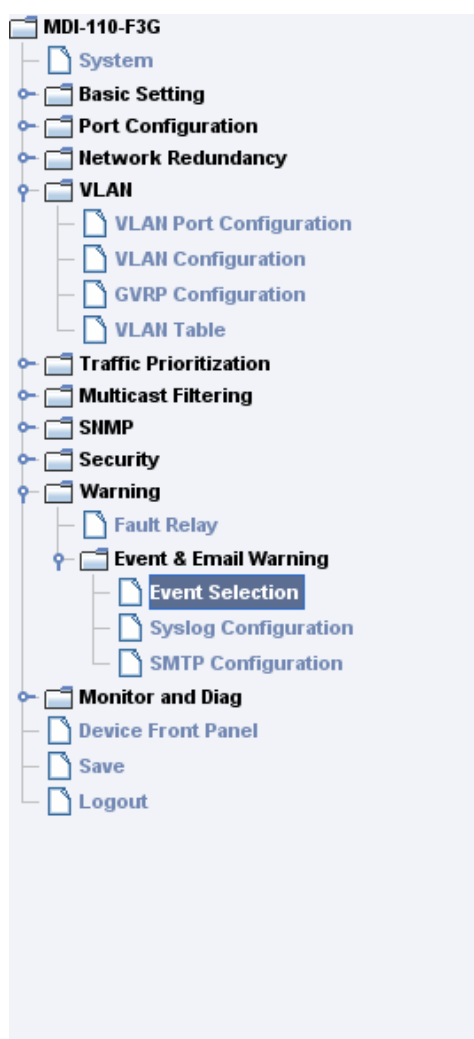 MDI-110-F3G
System
Basic Setting
Port Configuration
Network Redundancy
VLAN
VLAN Port Configuration
VLAN Configuration
GVRP Configuration
VLAN Table
Traffic Prioritization
Multicast Filtering
SNMP
Security
Warning
Fault Relay
Event & Email Warning
Event Selection
Syslog Configuration
SMTP Configuration
Monitor and Diag
Device Front Panel
Save
Logout